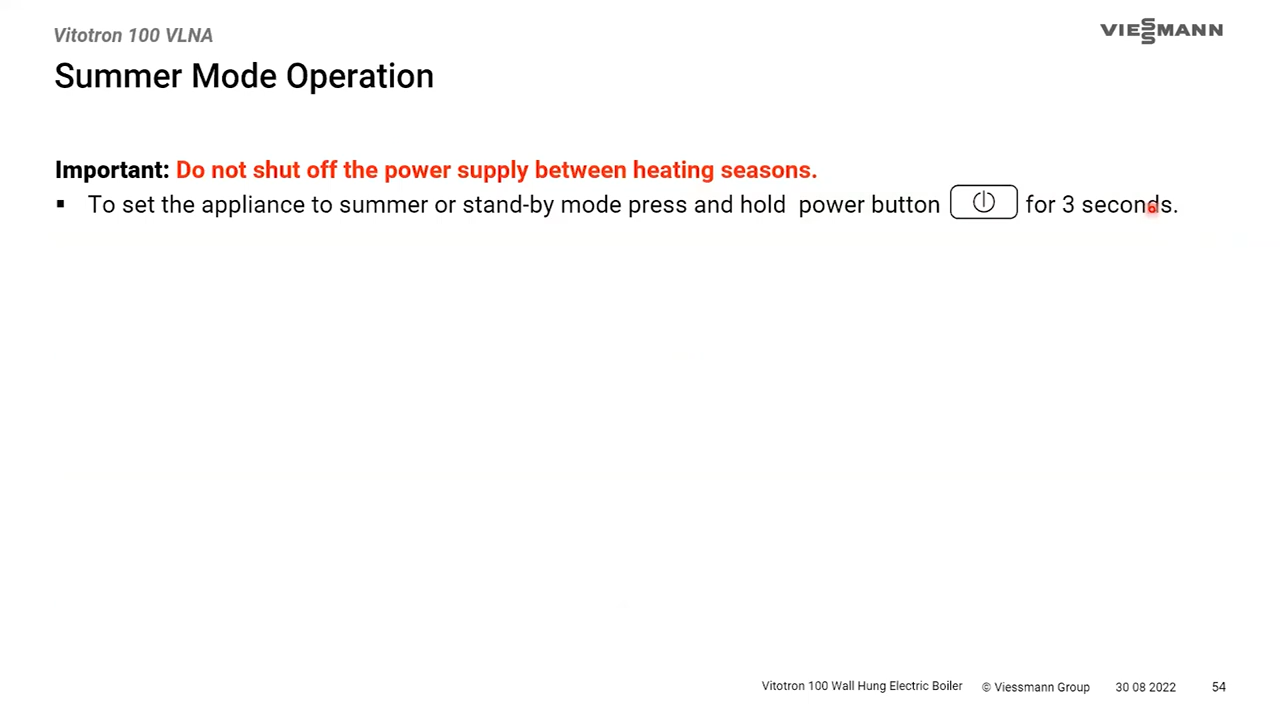 Vitotron 100 VLNA
VIESSMANN
Summer Mode Operation
Important: Do not shut off the power supply between heating seasons.
▪ To set the appliance to summer or stand-by mode press and hold power button for 3 seconds.
Vitotron 100 Wall Hung Electric Boiler © Viessmann Group 30 08 2022 54